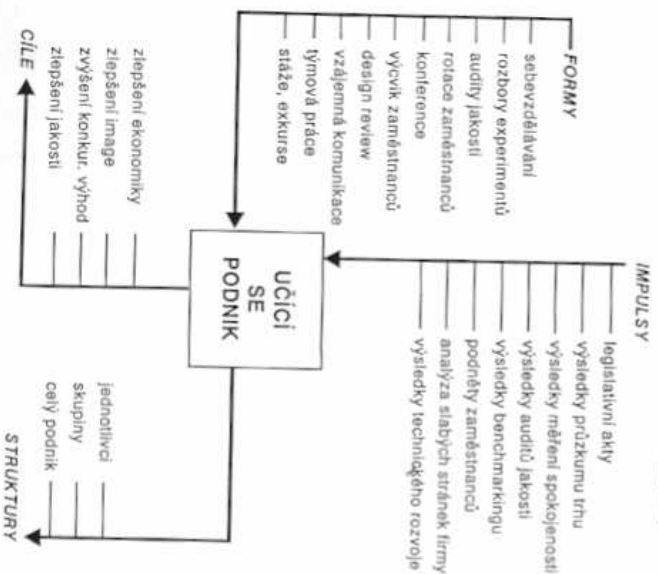 FORMY
sebevzdělávání
rozbory experimentů
audity jakosti
rotace zaměstnanců
konference
výcvik zaměstnanců
design review
vzájemná komunikace
týmová práce
stáže, exkurse
IMPULSY
legislativní akty
výsledky průzkumu trhu
výsledky měření spokojenosti
výsledky auditů jakosti
výsledky benchmarkingu
podněty zaměstnanců
analýza slabých stránek firmy
výsledky technického rozvoje
UČÍCÍ
SE
PODNIK
zlepšení ekonomiky
zlepšení image
zvýšení konkur. výhod
zlepšení jakosti
CÍLE
jednotlivci
skupiny
celý podnik
STRUKTURY